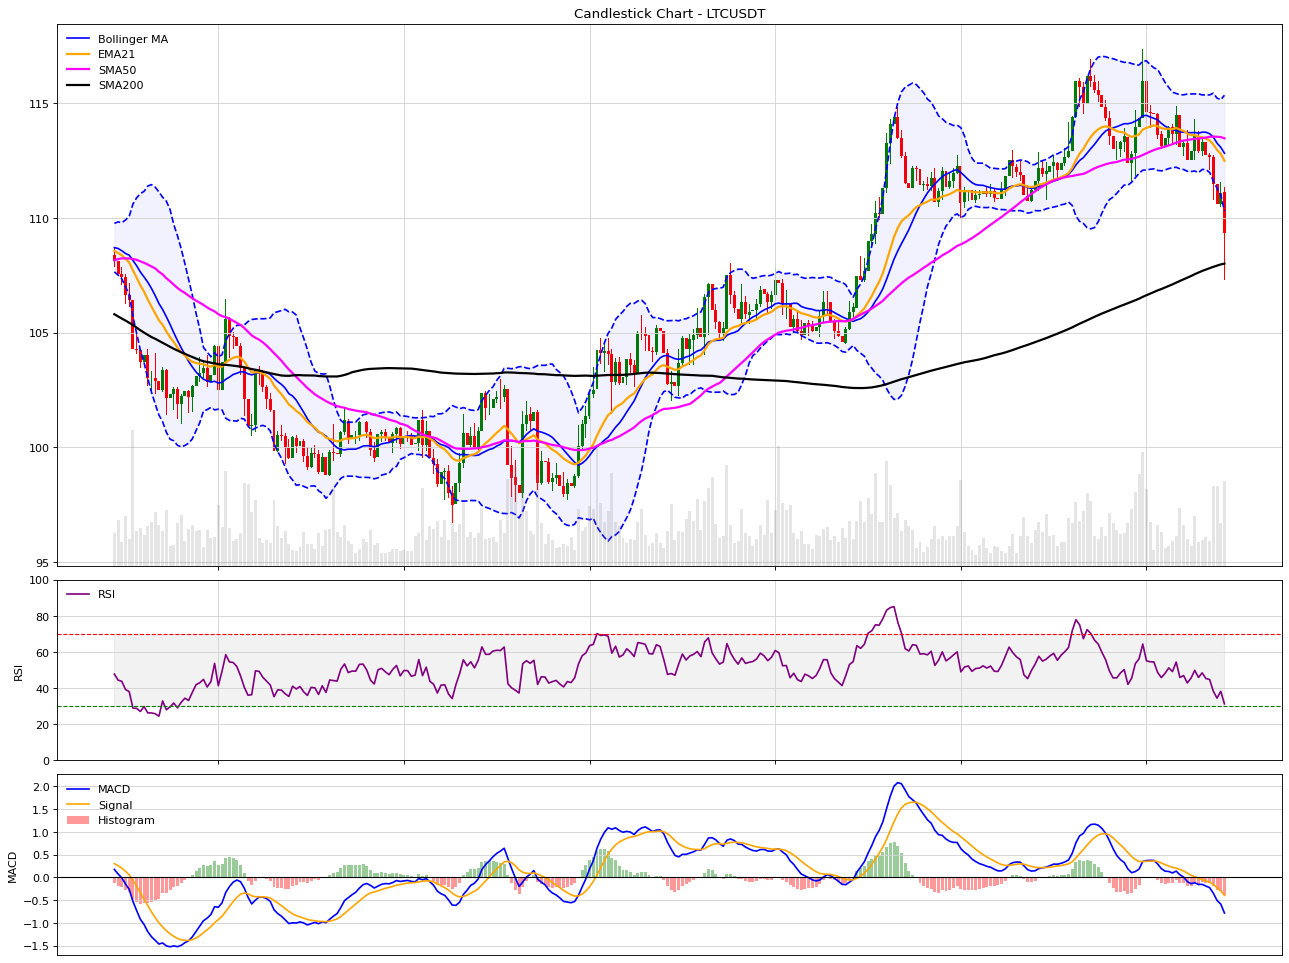 Candlestick Chart - LTCUSDT
Bollinger MA
EMA21
SMA50
SMA200
115
110
105
100
95
RSI
100
80
60
40
20
0
RSI
MACD
Signal
Histogram
2.0
1.5
1.0
0.5
0.0
−0.5
−1.0
−1.5
MACD